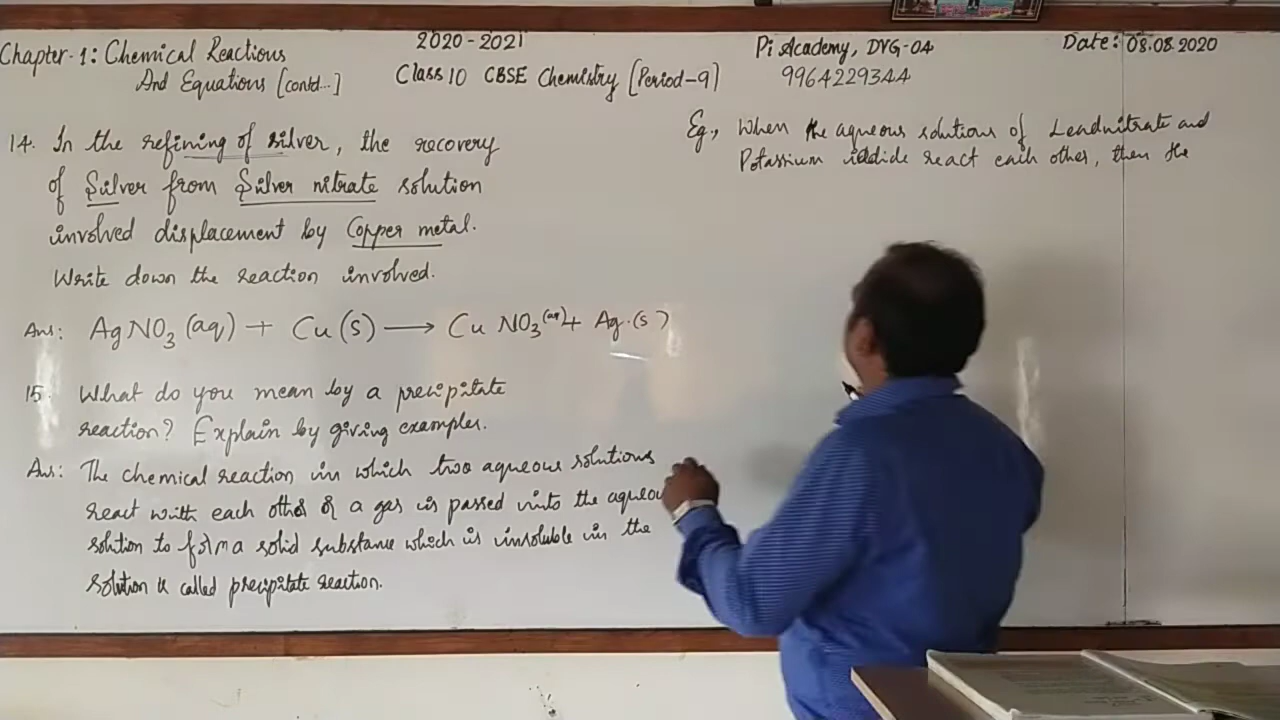 Chapter-1: Chemical Reactions
And Equations [contd...]
2020-2021
Class 10 CBSE Chemistry [Period-9]
Pi Academy, DVG-04
9964229344
Date: 08.08.2020
14. In the refining of silver, the recovery
of Silver from Silver nitrate solution
involved displacement by Copper metal.
Write down the reaction involved.
Ans: AgNO₃ (aq) + Cu (s) → Cu NO₃ (aq) + Ag (s)
15. What do you mean by a precipitate
reaction? Explain by giving examples.
Ans: The chemical reaction in which two aqueous solutions
react with each other or a gas is passed into the aqueou
solution to form a solid substance which is insoluble in the
solution is called precipitate reaction.
Eg., When the aqueous solutions of Leadnitrate and
Potassium iodide react each other, then the